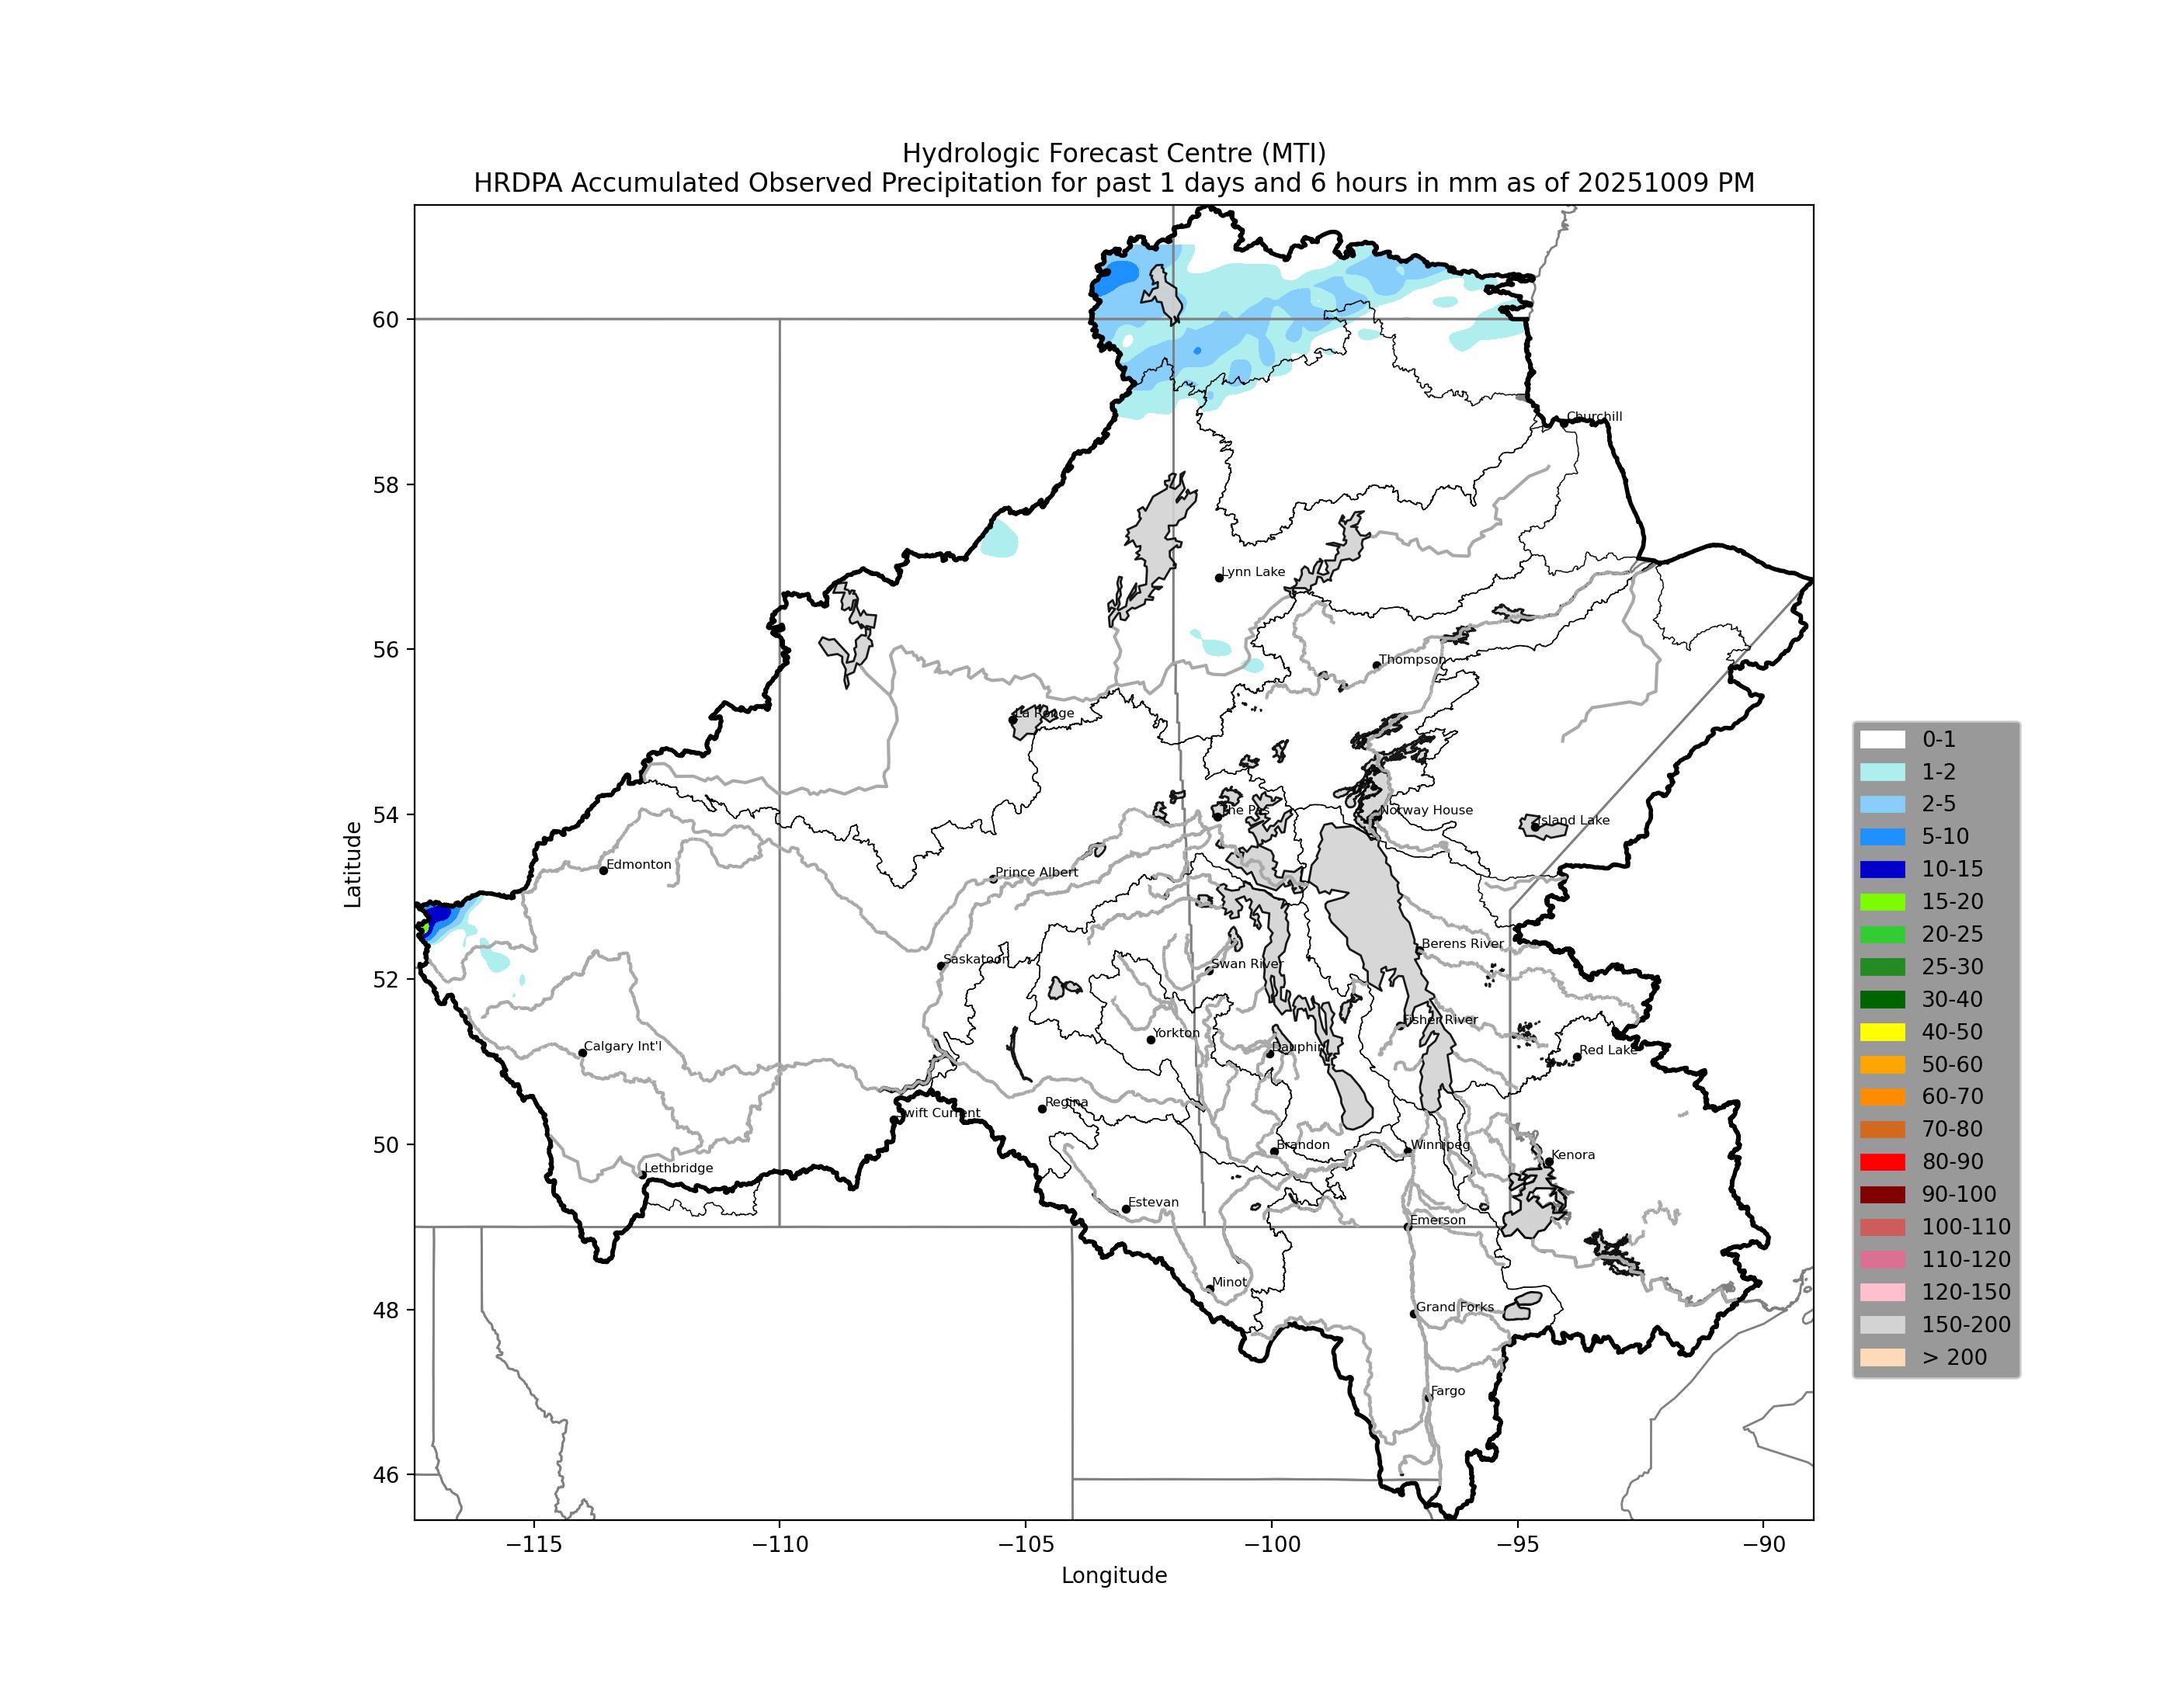 Hydrologic Forecast Centre (MTI)
HRDPA Accumulated Observed Precipitation for past 1 days and 6 hours in mm as of 20251009 PM
60
Churchill
58
Lynn Lake
56
Thompson
La Ronge
54
The Pas
Norway House
Island Lake
Edmonton
Prince Albert
Latitude
52
Berens River
Saskatoon
Swan River
Fisher River
Yorkton
Calgary Int'l
Dauphin
Red Lake
Swift Current
Regina
50
Brandon
Winnipeg
Kenora
Lethbridge
Estevan
Emerson
Minot
48
Grand Forks
Fargo
46
−115
−110
−105
−100
−95
−90
Longitude
0-1
1-2
2-5
5-10
10-15
15-20
20-25
25-30
30-40
40-50
50-60
60-70
70-80
80-90
90-100
100-110
110-120
120-150
150-200
> 200